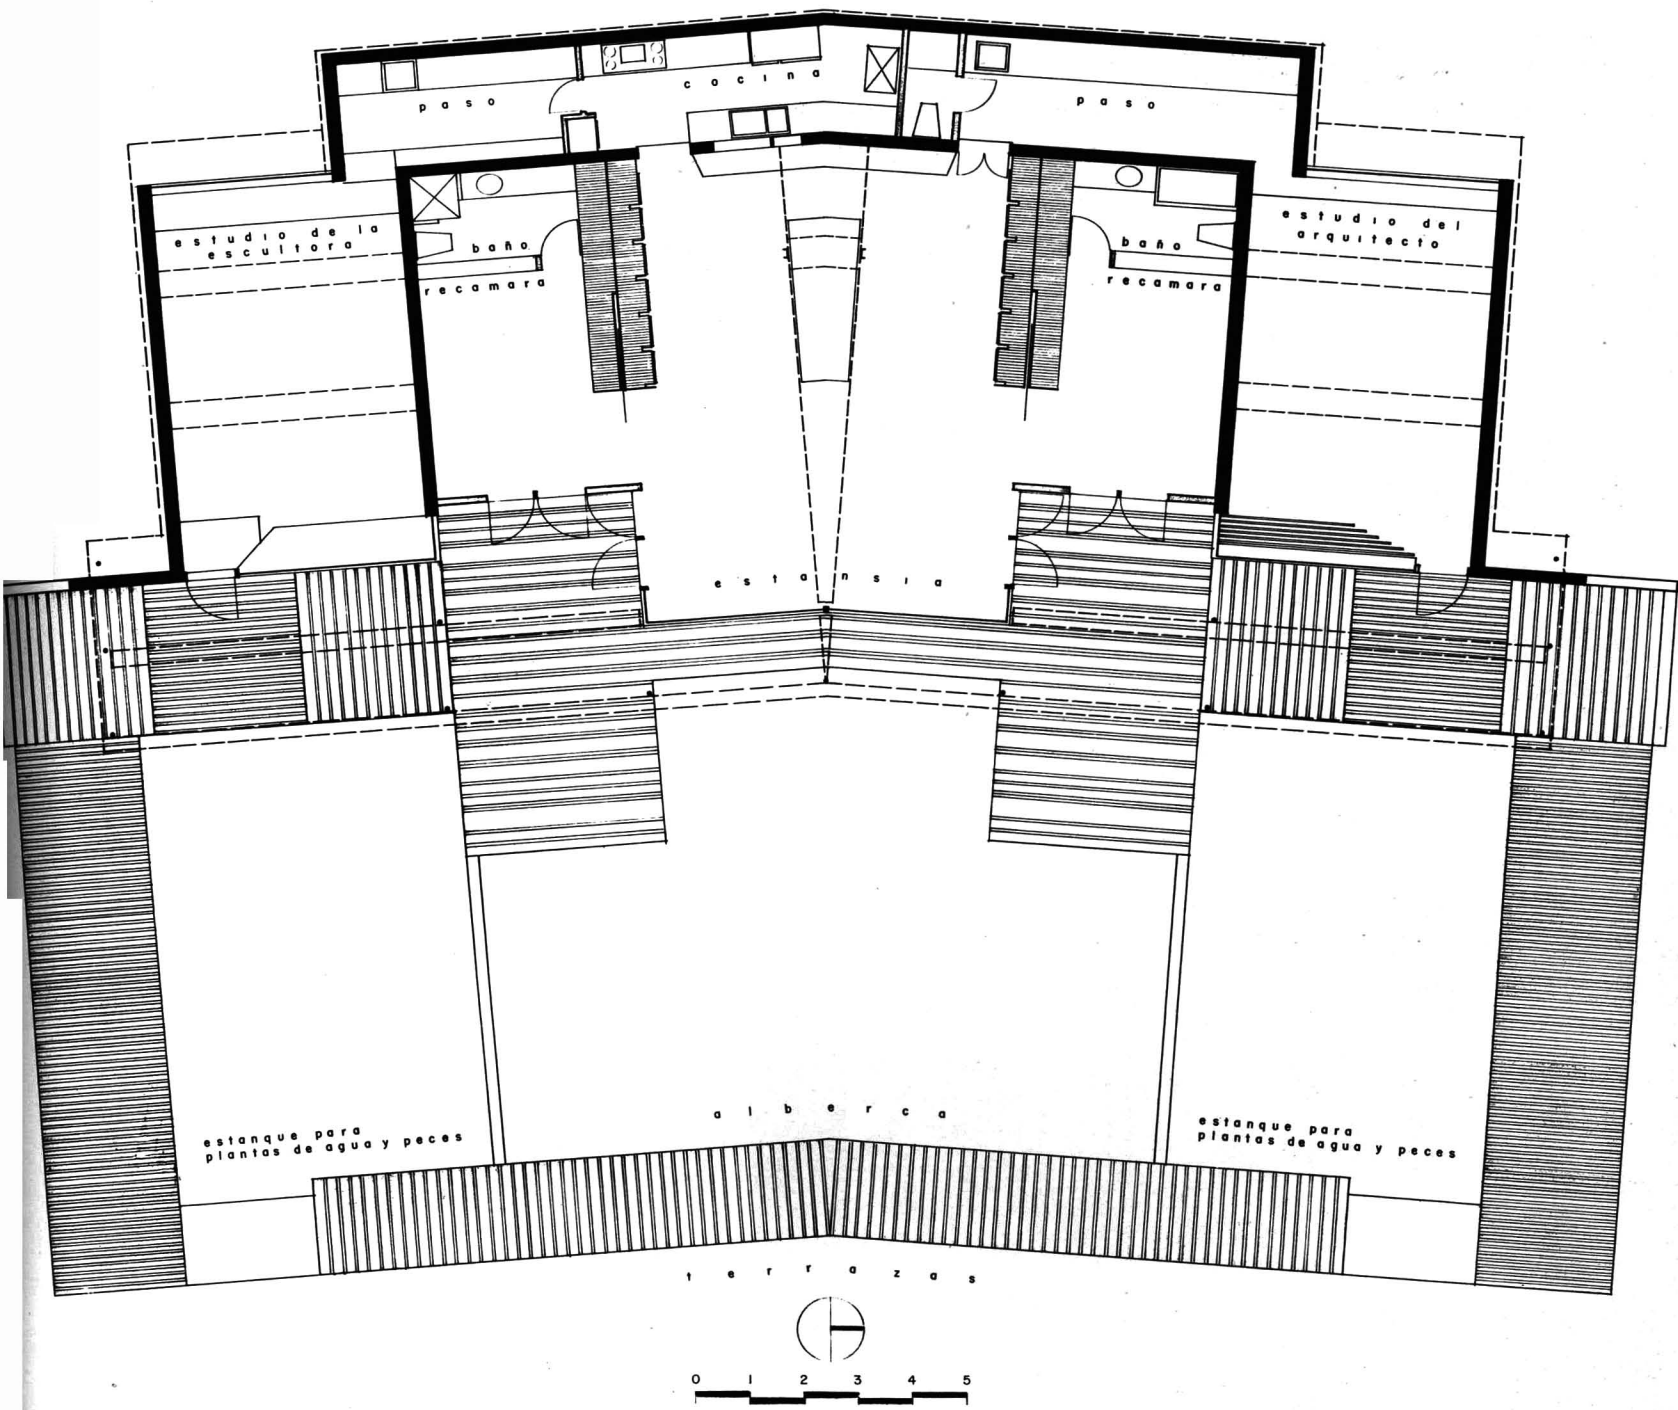 cocina
paso
paso
estudio de la
escultora
baño
recamara
baño
recamara
estudio del
arquitecto
estansia
alberca
estanque para
plantas de agua y peces
estanque para
plantas de agua y peces
terrazas
0 1 2 3 4 5